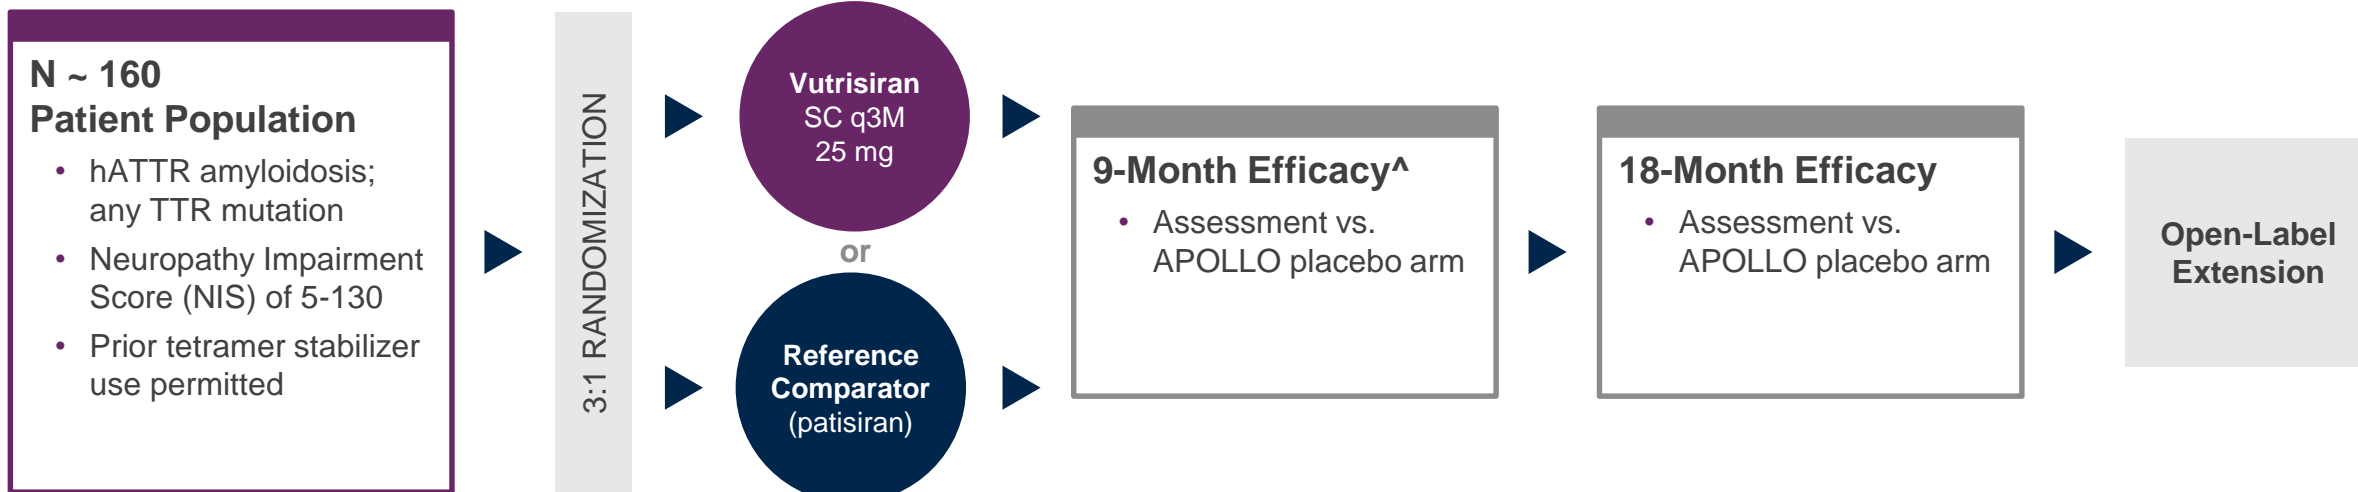 N ~ 160
Patient Population
• hATTR amyloidosis;
any TTR mutation
• Neuropathy Impairment
Score (NIS) of 5-130
• Prior tetramer stabilizer
use permitted
3:1 RANDOMIZATION
Vutrisiran
SC q3M
25 mg
or
Reference
Comparator
(patisiran)
9-Month Efficacy^
• Assessment vs.
APOLLO placebo arm
18-Month Efficacy
• Assessment vs.
APOLLO placebo arm
Open-Label
Extension